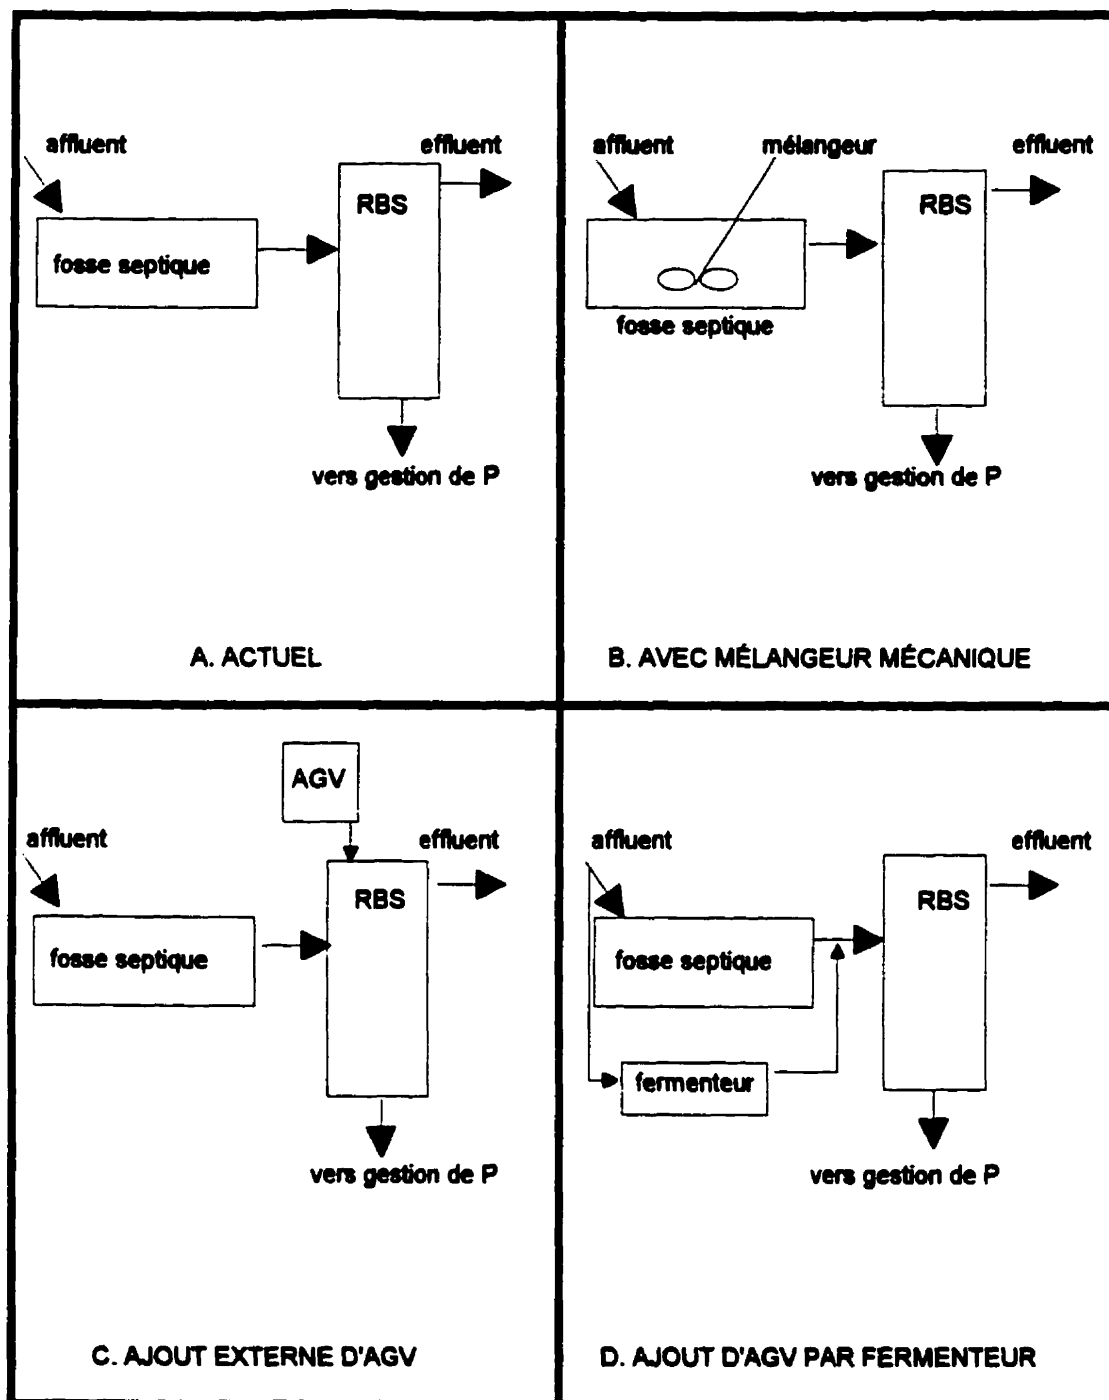 affluent
effluent
RBS
fosse septique
vers gestion de P
A. ACTUEL
affluent
mélangeur
effluent
RBS
fosse septique
vers gestion de P
B. AVEC MÉLANGEUR MÉCANIQUE
AGV
affluent
effluent
RBS
fosse septique
vers gestion de P
C. AJOUT EXTERNE D'AGV
affluent
effluent
RBS
fosse septique
fermenteur
vers gestion de P
D. AJOUT D'AGV PAR FERMENTEUR